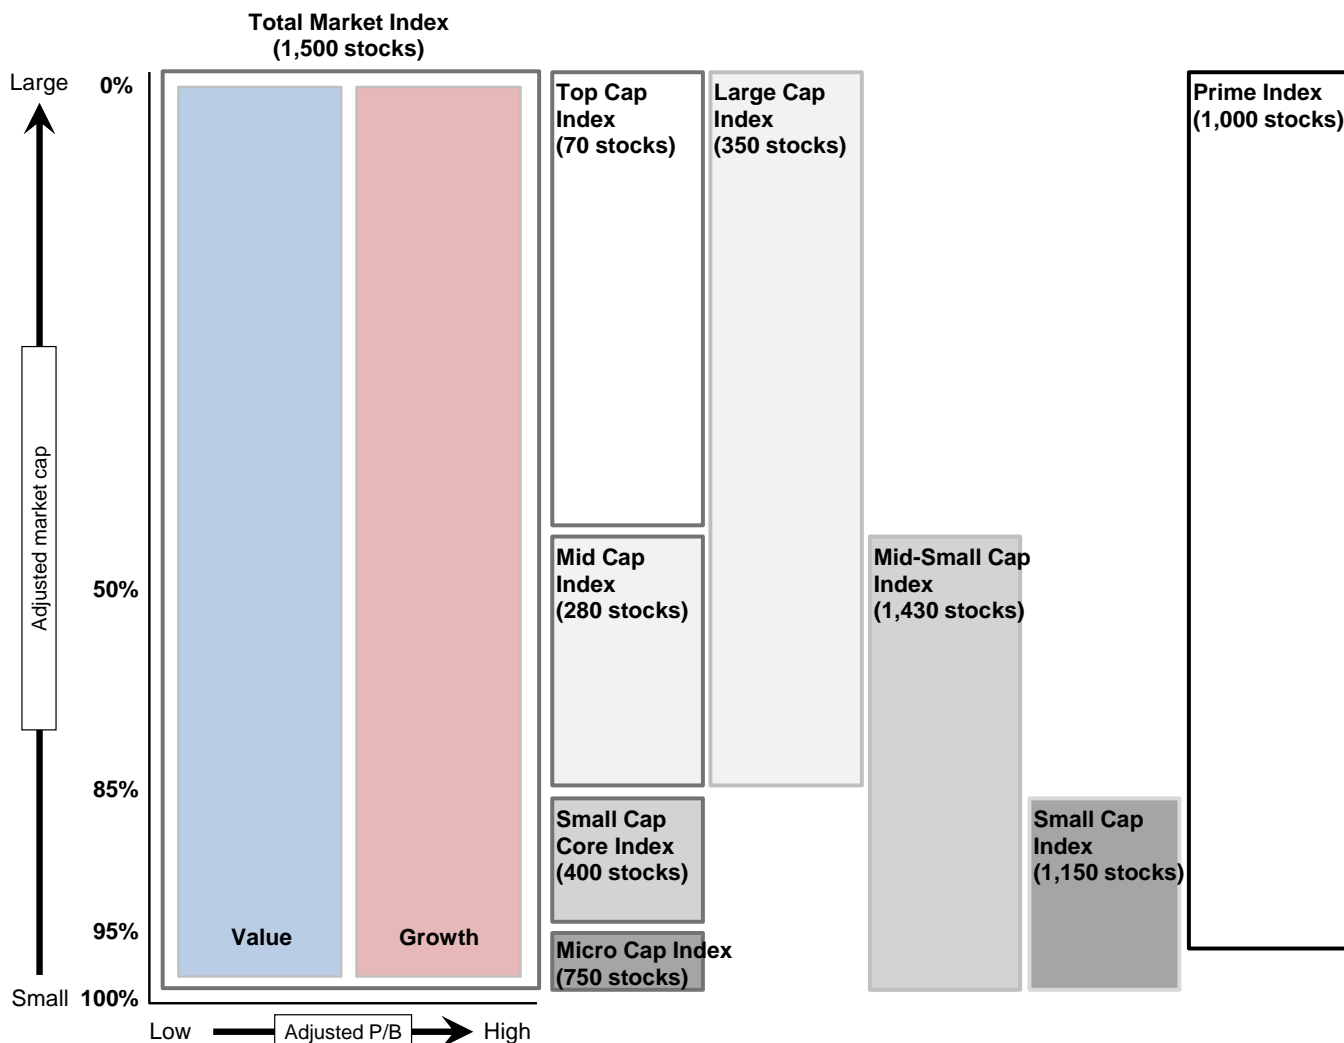 Total Market Index
(1,500 stocks)
Large
0%
Top Cap
Index
(70 stocks)
Large Cap
Index
(350 stocks)
Prime Index
(1,000 stocks)
Adjusted market cap
50%
Mid Cap
Index
(280 stocks)
Mid-Small Cap
Index
(1,430 stocks)
85%
Small Cap
Core Index
(400 stocks)
Small Cap
Index
(1,150 stocks)
95%
Value
Growth
Micro Cap Index
(750 stocks)
Small
100%
Low
Adjusted P/B
High